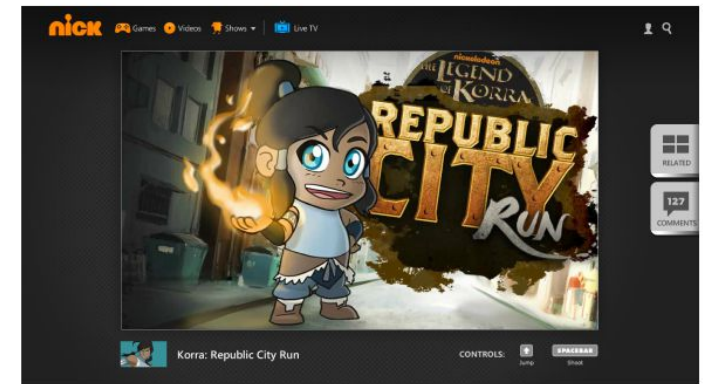 nick Games Videos Shows Live TV
nickelodeon
THE LEGEND
OF KORRA
REPUBLIC
CITY
RUN
RELATED
127
COMMENTS
Korra: Republic City Run
CONTROLS:
SPACEBAR
Jump
Shoot